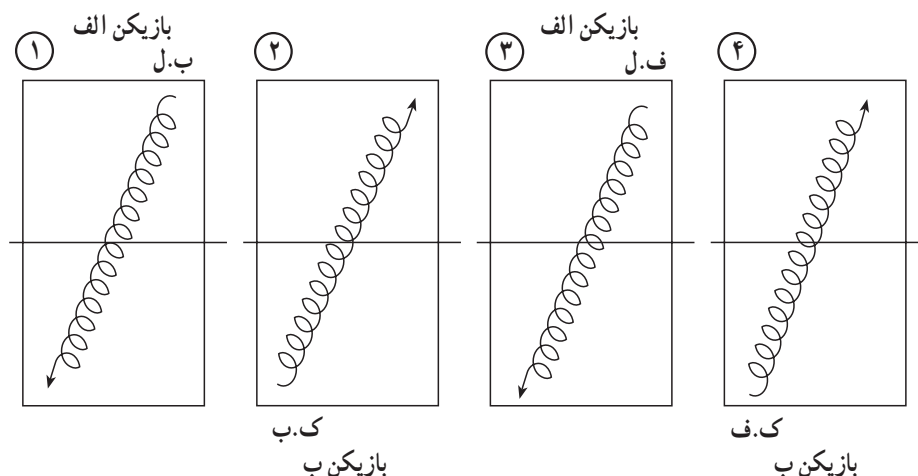 بازیکن الف
۱
ب.ل
۲
ک.ب
بازیکن ب
بازیکن الف
۳
ف.ل
۴
ک.ف
بازیکن ب